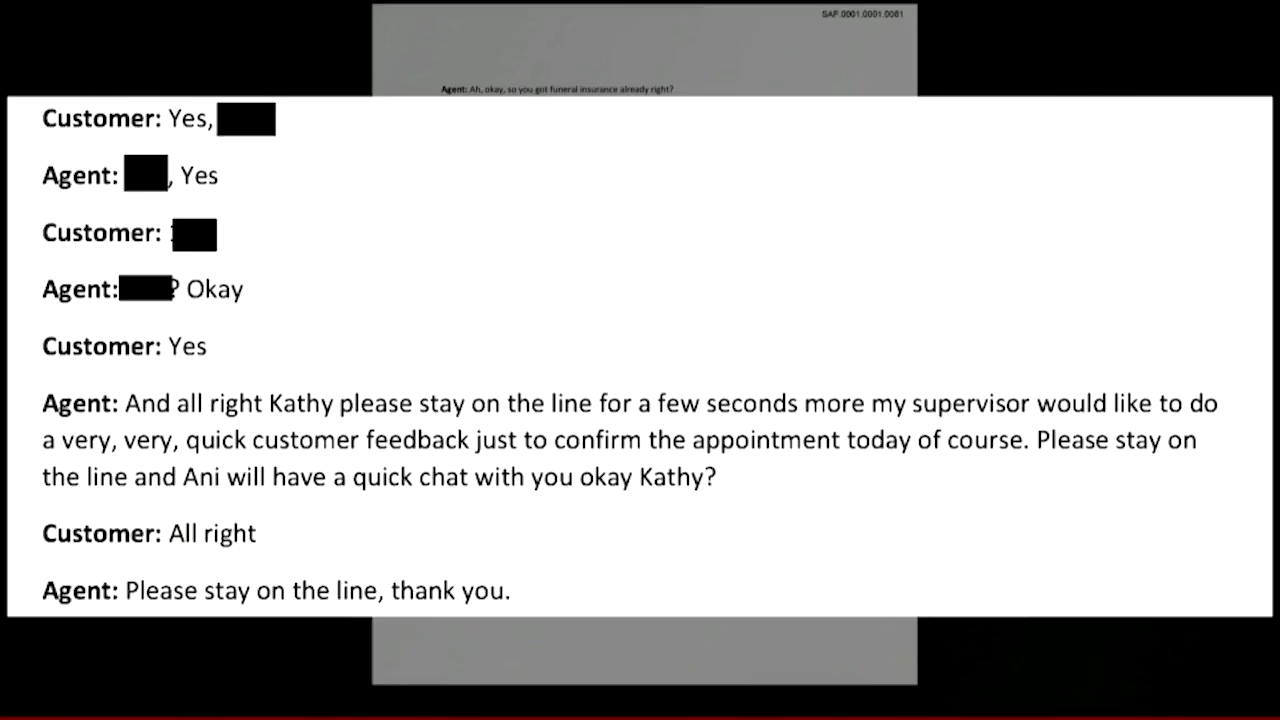 SAF.0001.0001.0061
Agent: Ah, okay, so you got funeral insurance already right?
Customer: Yes,
Agent: , Yes
Customer:
Agent: ? Okay
Customer: Yes
Agent: And all right Kathy please stay on the line for a few seconds more my supervisor would like to do
a very, very, quick customer feedback just to confirm the appointment today of course. Please stay on
the line and Ani will have a quick chat with you okay Kathy?
Customer: All right
Agent: Please stay on the line, thank you.